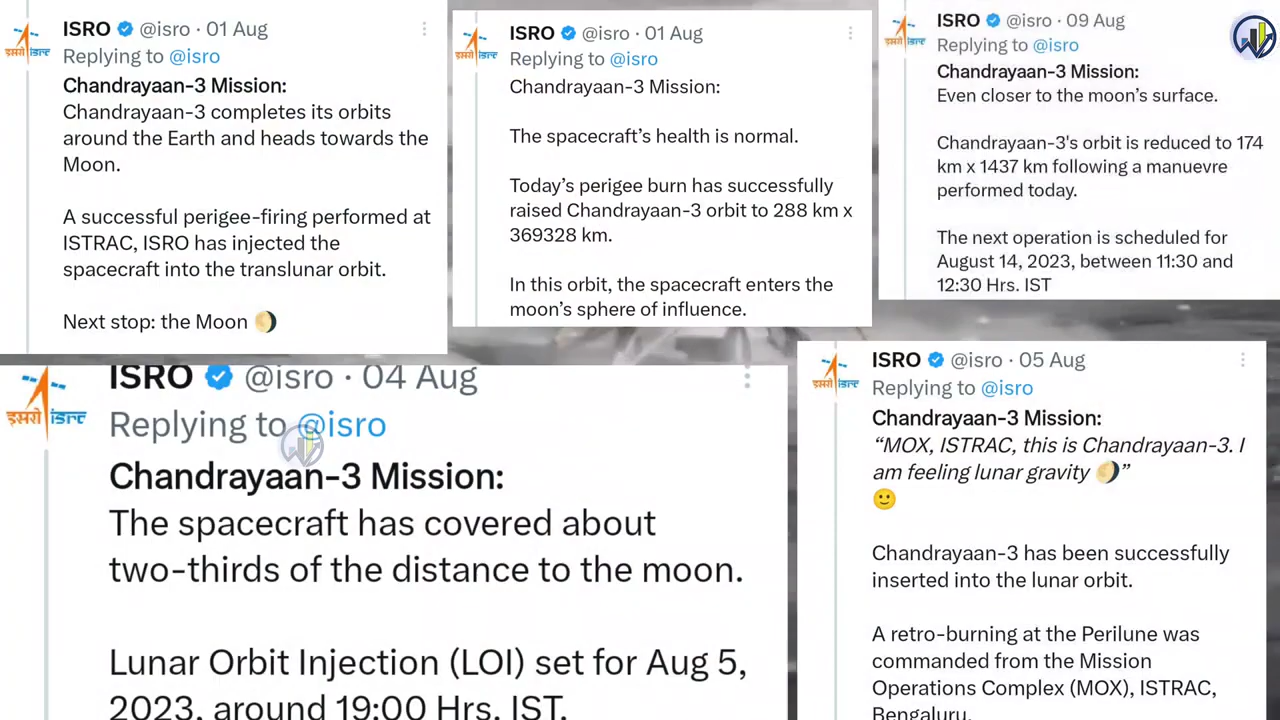 ISRO @isro · 01 Aug
Replying to @isro
Chandrayaan-3 Mission:
Chandrayaan-3 completes its orbits
around the Earth and heads towards the
Moon.
A successful perigee-firing performed at
ISTRAC, ISRO has injected the
spacecraft into the translunar orbit.
Next stop: the Moon 🌖
इसरो isro
ISRO @isro · 01 Aug
Replying to @isro
Chandrayaan-3 Mission:
The spacecraft’s health is normal.
Today’s perigee burn has successfully
raised Chandrayaan-3 orbit to 288 km x
369328 km.
In this orbit, the spacecraft enters the
moon’s sphere of influence.
इसरो isro
ISRO @isro · 09 Aug
Replying to @isro
Chandrayaan-3 Mission:
Even closer to the moon’s surface.
Chandrayaan-3's orbit is reduced to 174
km x 1437 km following a manuevre
performed today.
The next operation is scheduled for
August 14, 2023, between 11:30 and
12:30 Hrs. IST
इसरो isro
ISRO @isro · 04 Aug
Replying to @isro
Chandrayaan-3 Mission:
The spacecraft has covered about
two-thirds of the distance to the moon.
Lunar Orbit Injection (LOI) set for Aug 5,
2023, around 19:00 Hrs. IST.
इसरो isro
ISRO @isro · 05 Aug
Replying to @isro
Chandrayaan-3 Mission:
“MOX, ISTRAC, this is Chandrayaan-3. I
am feeling lunar gravity 🌖”
🙂
Chandrayaan-3 has been successfully
inserted into the lunar orbit.
A retro-burning at the Perilune was
commanded from the Mission
Operations Complex (MOX), ISTRAC,
Bengaluru.
इसरो isro